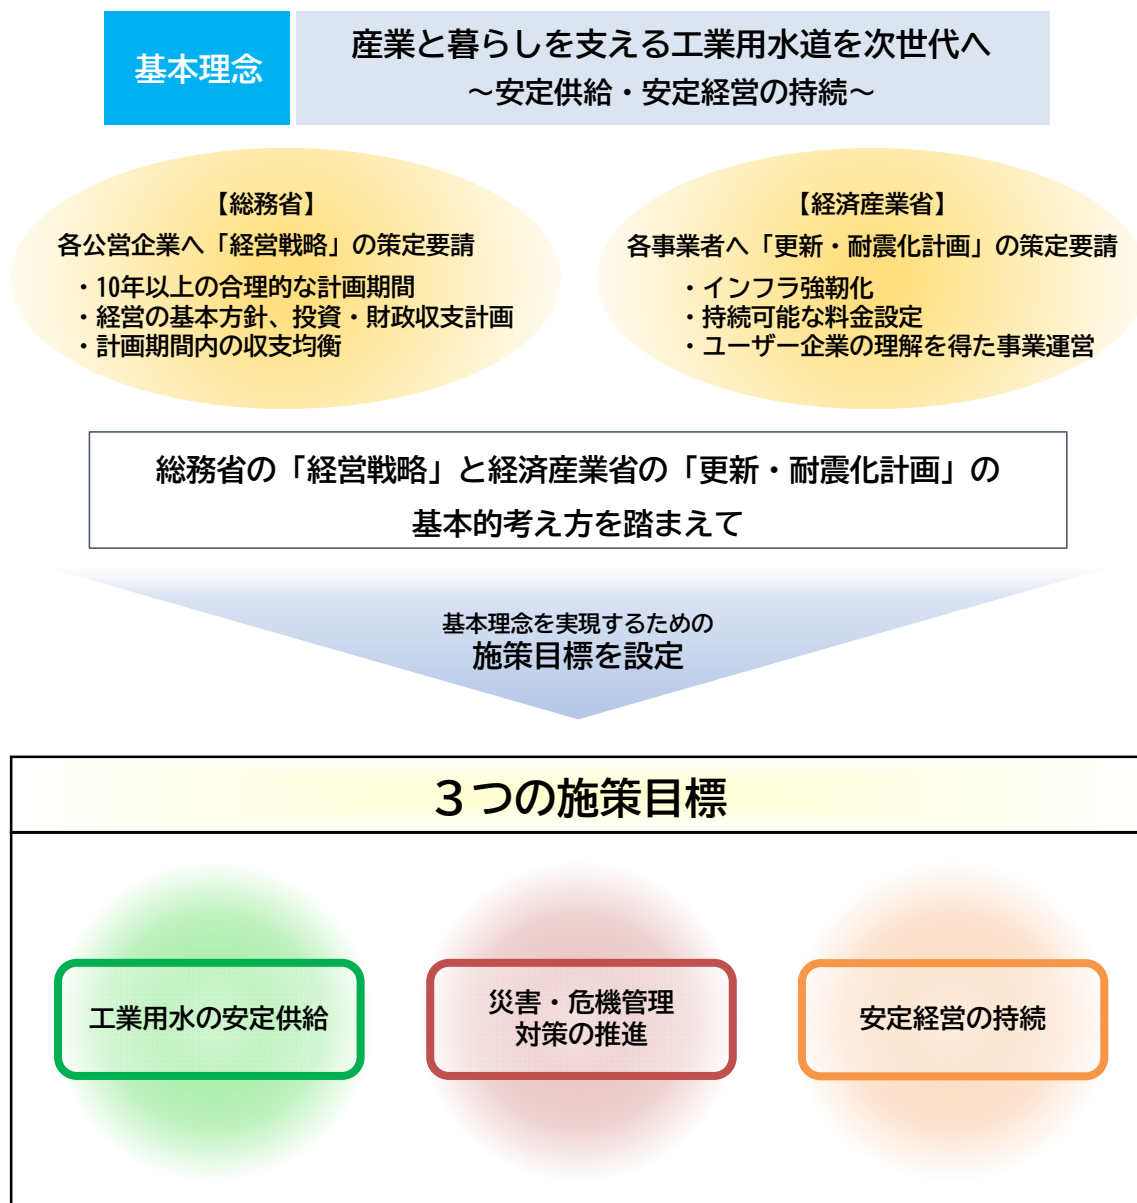 基本理念
産業と暮らしを支える工業用水道を次世代へ
～安定供給・安定経営の持続～
【総務省】
各公営企業へ「経営戦略」の策定要請
・10年以上の合理的な計画期間
・経営の基本方針、投資・財政収支計画
・計画期間内の収支均衡
【経済産業省】
各事業者へ「更新・耐震化計画」の策定要請
・インフラ強靭化
・持続可能な料金設定
・ユーザー企業の理解を得た事業運営
総務省の「経営戦略」と経済産業省の「更新・耐震化計画」の
基本的考え方を踏まえて
基本理念を実現するための
施策目標を設定
３つの施策目標
工業用水の安定供給
災害・危機管理
対策の推進
安定経営の持続